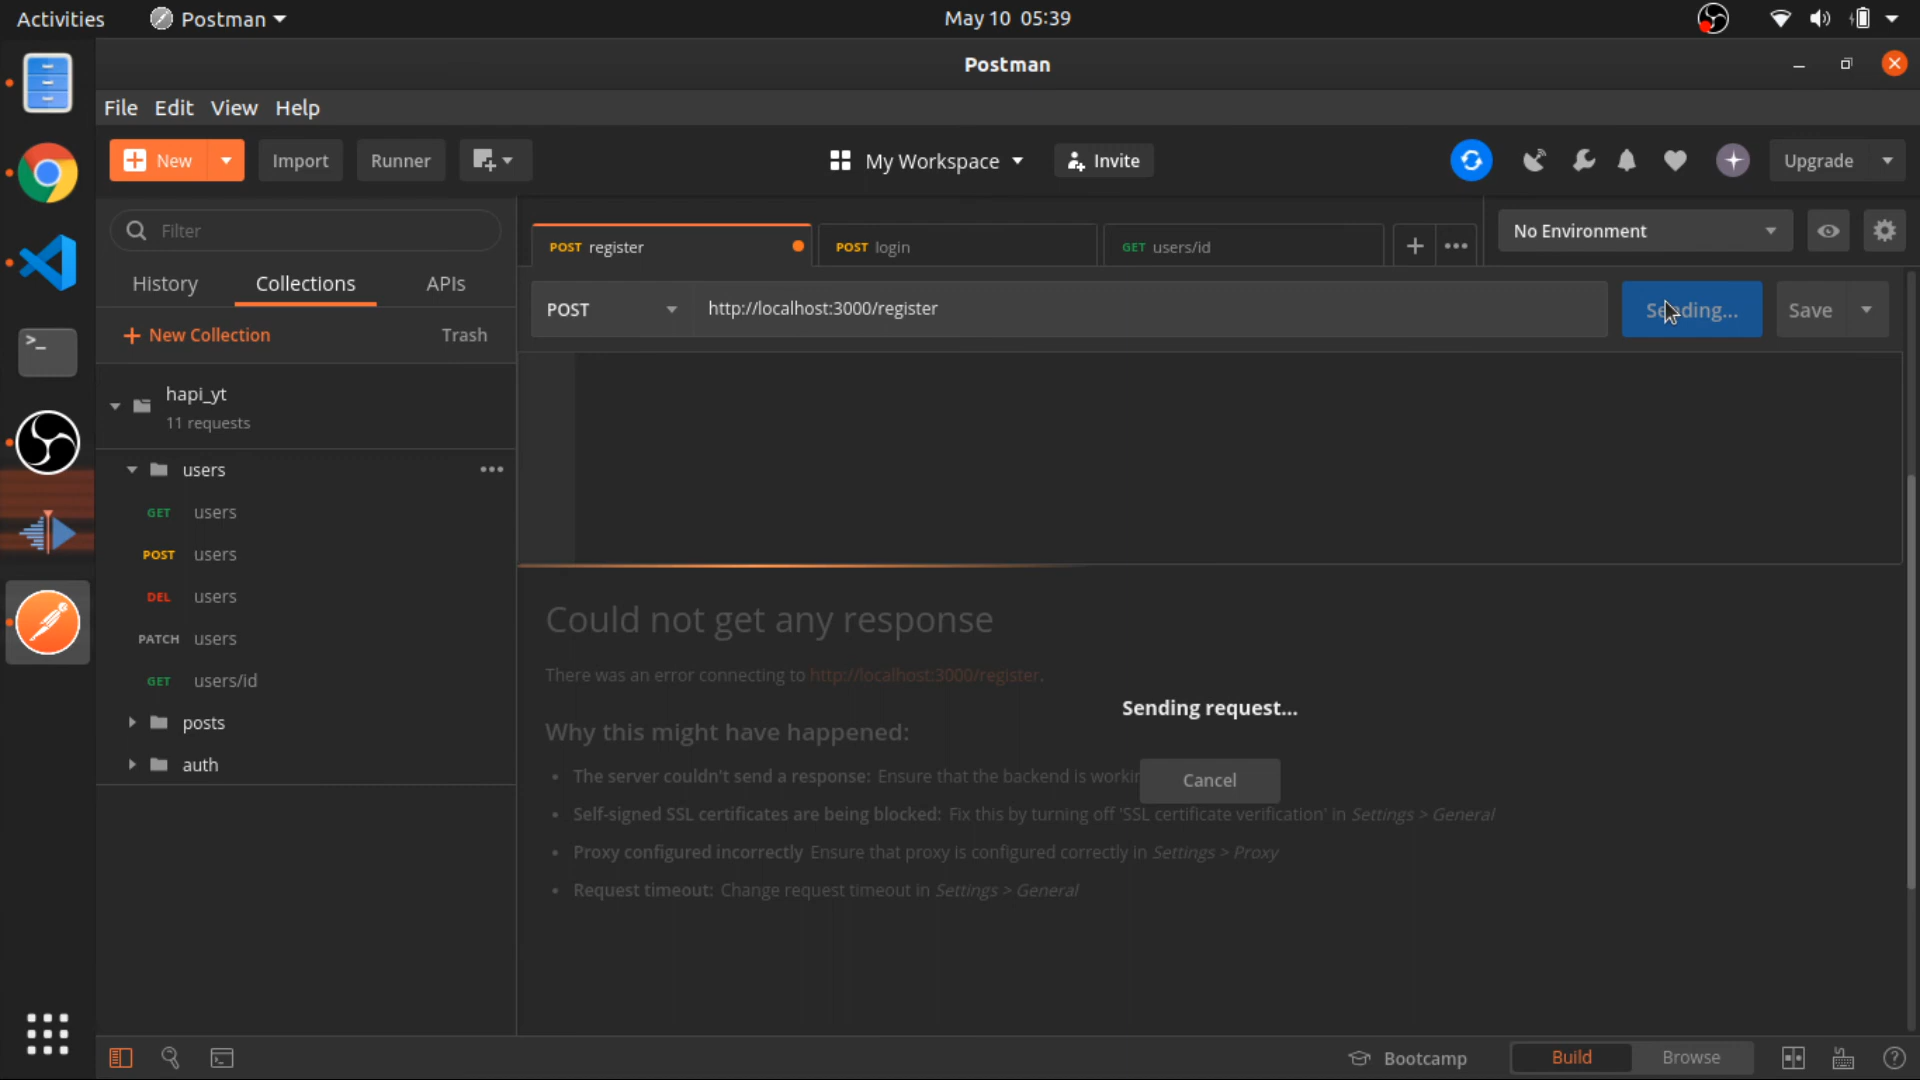 Activities
Postman
May 10 05:39
Postman
File Edit View Help
New
Import
Runner
My Workspace
Invite
Upgrade
Filter
History
Collections
APIs
New Collection
Trash
hapi_yt
11 requests
users
GET users
POST users
DEL users
PATCH users
GET users/id
posts
auth
POST register
POST login
GET users/id
No Environment
POST
http://localhost:3000/register
Sending...
Save
Could not get any response
There was an error connecting to http://localhost:3000/register.
Sending request...
Why this might have happened:
The server couldn't send a response: Ensure that the backend is
Cancel
Self-signed SSL certificates are being blocked: Fix this by turning off 'SSL certificate verification' in Settings > General
Proxy configured incorrectly Ensure that proxy is configured correctly in Settings > Proxy
Request timeout: Change request timeout in Settings > General
Bootcamp
Build
Browse